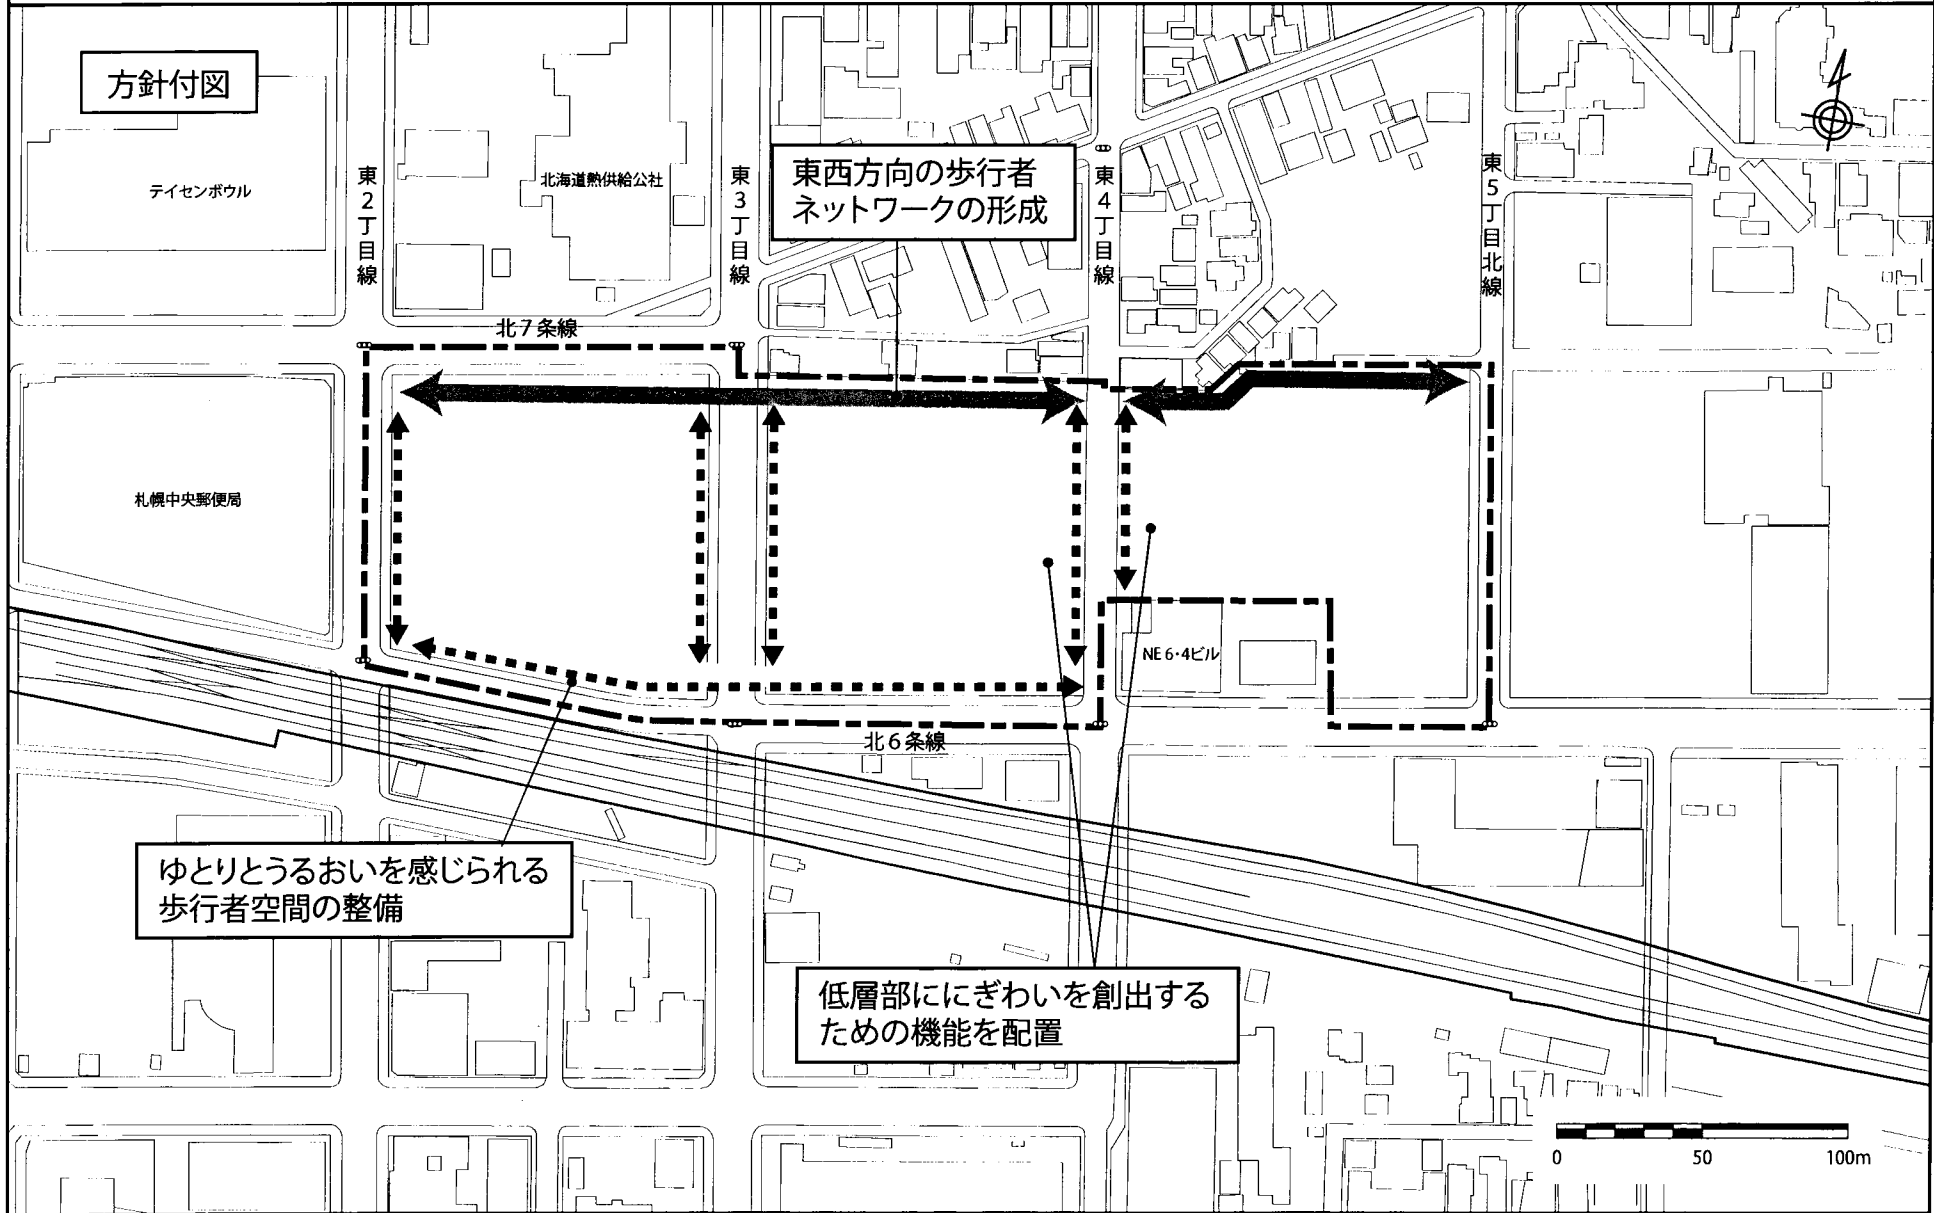 方針付図
テイセンボウル
北海道熱供給公社
東2丁目線
東3丁目線
東西方向の歩行者
ネットワークの形成
東4丁目線
東5丁目北線
北7条線
札幌中央郵便局
NE6・4ビル
北6条線
ゆとりとうるおいを感じられる
歩行者空間の整備
低層部ににぎわいを創出する
ための機能を配置
0 50 100m